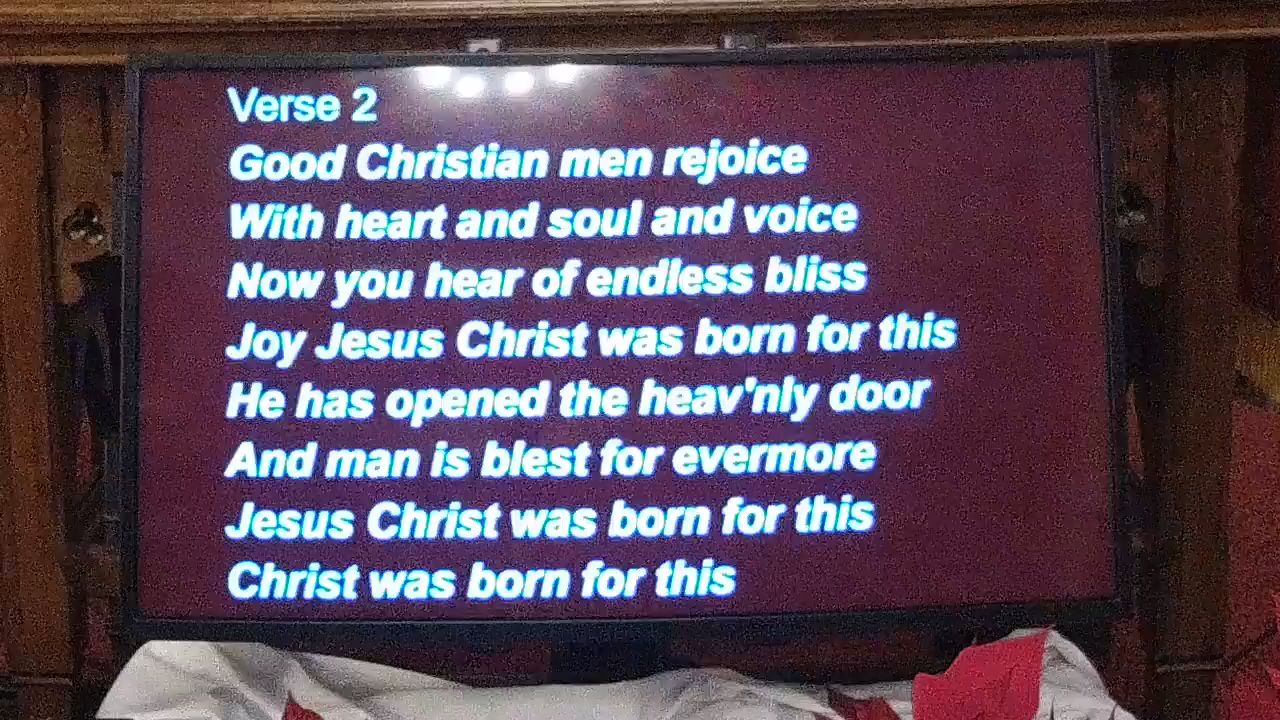 Verse 2
Good Christian men rejoice
With heart and soul and voice
Now you hear of endless bliss
Joy Jesus Christ was born for this
He has opened the heav'nly door
And man is blest for evermore
Jesus Christ was born for this
Christ was born for this